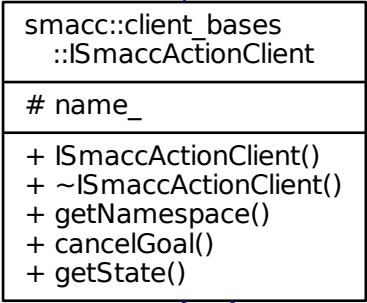 smacc::client_bases
::ISmaccActionClient
# name_
+ ISmaccActionClient()
+ ~ISmaccActionClient()
+ getNamespace()
+ cancelGoal()
+ getState()